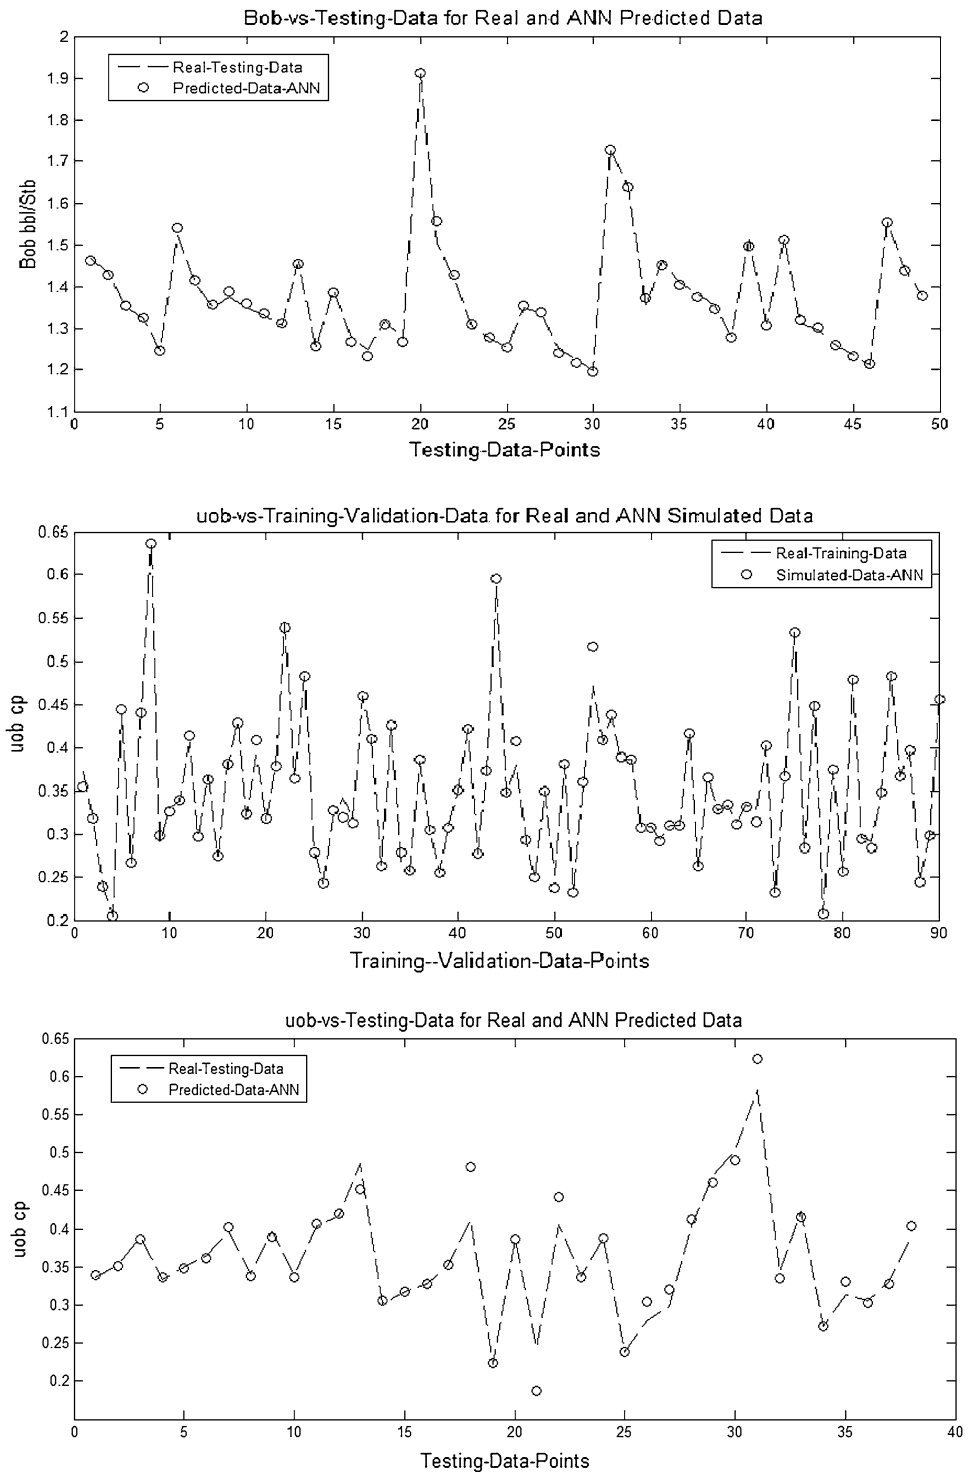 Bob-vs-Testing-Data for Real and ANN Predicted Data
2
1.9
1.8
1.7
1.6
1.5
1.4
1.3
1.2
1.1
Bob bbl/Stb
Real-Testing-Data
Predicted-Data-ANN
0 5 10 15 20 25 30 35 40 45 50
Testing-Data-Points
uob-vs-Training-Validation-Data for Real and ANN Simulated Data
0.65
0.6
0.55
0.5
0.45
0.4
0.35
0.3
0.25
0.2
uob cp
Real-Training-Data
Simulated-Data-ANN
0 10 20 30 40 50 60 70 80 90
Training--Validation-Data-Points
uob-vs-Testing-Data for Real and ANN Predicted Data
0.65
0.6
0.55
0.5
0.45
0.4
0.35
0.3
0.25
0.2
uob cp
Real-Testing-Data
Predicted-Data-ANN
0 5 10 15 20 25 30 35 40
Testing-Data-Points